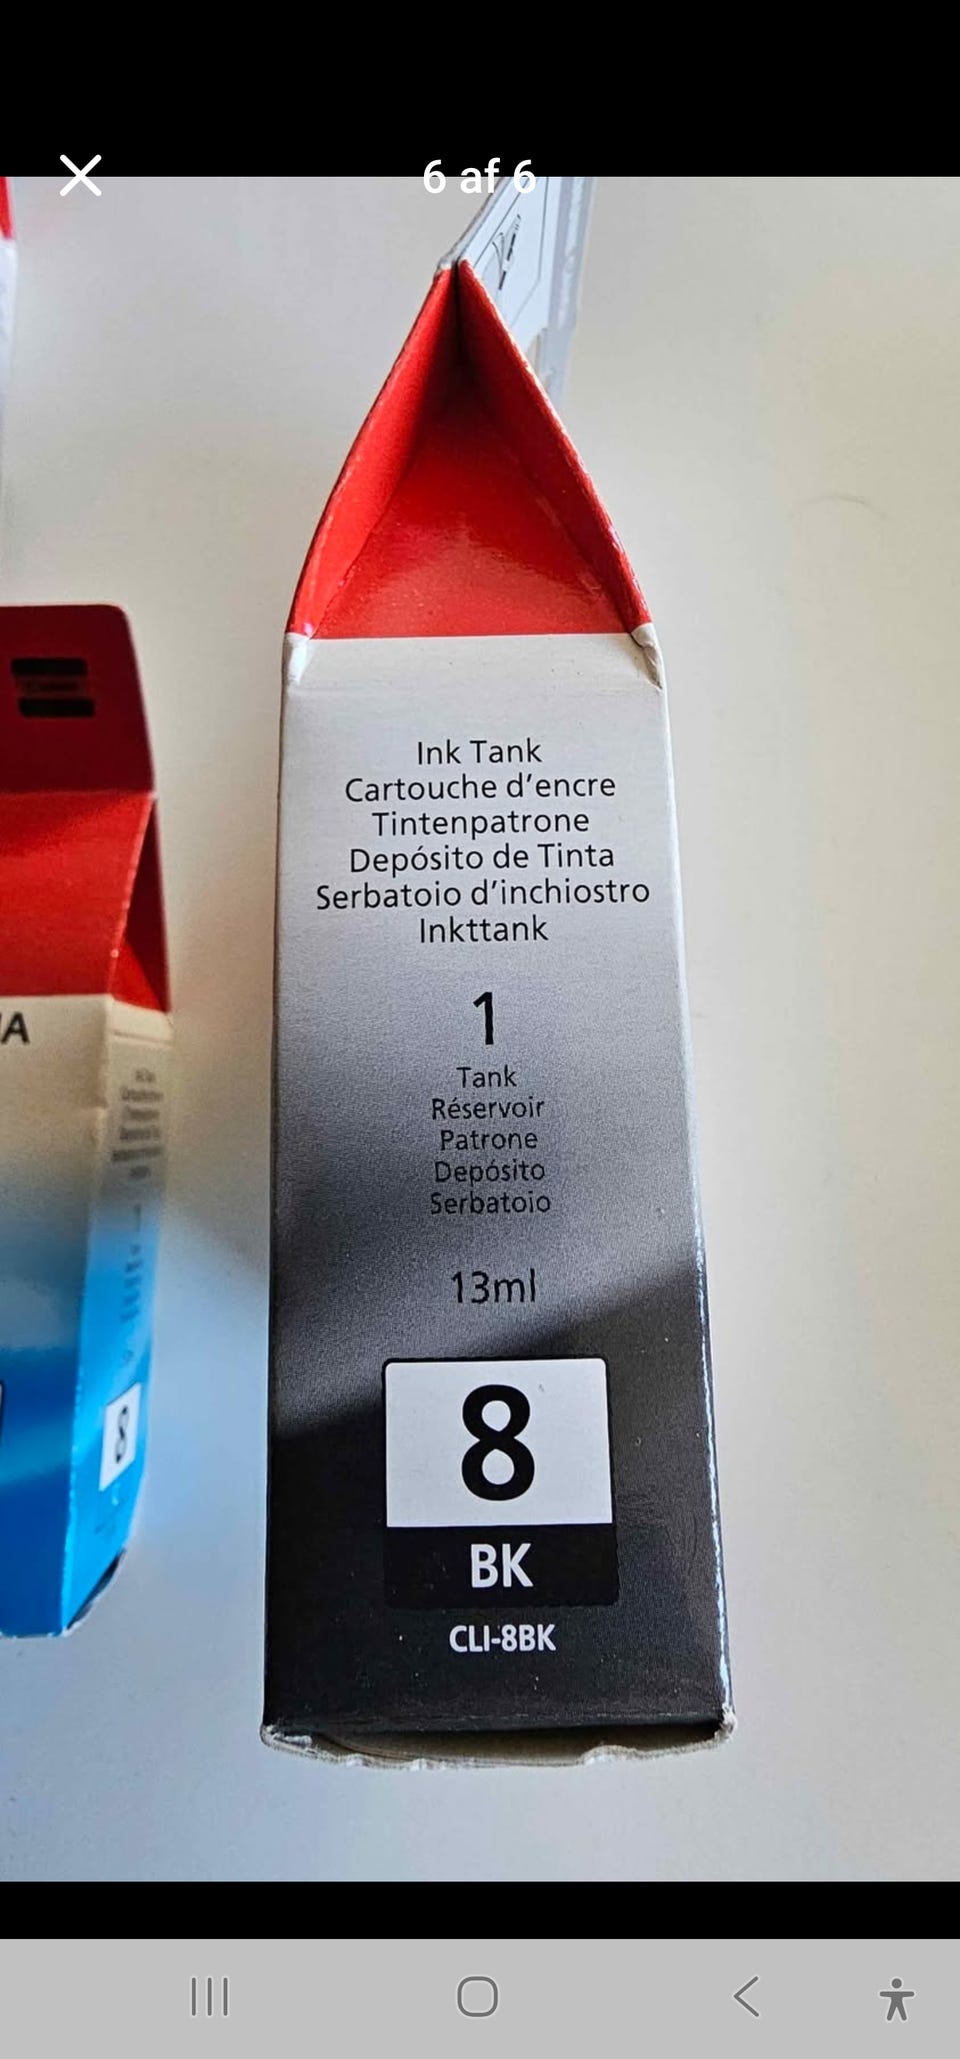 6 af 6
Ink Tank
Cartouche d'encre
Tintenpatrone
Depósito de Tinta
Serbatoio d'inchiostro
Inkttank
1
Tank
Réservoir
Patrone
Depósito
Serbatoio
13ml
8
BK
CLI-8BK
8